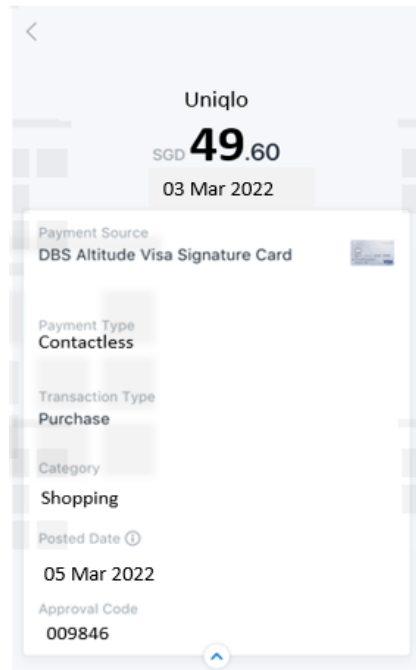 Uniqlo
SGD 49.60
03 Mar 2022
Payment Source
DBS Altitude Visa Signature Card
Payment Type
Contactless
Transaction Type
Purchase
Category
Shopping
Posted Date
05 Mar 2022
Approval Code
009846